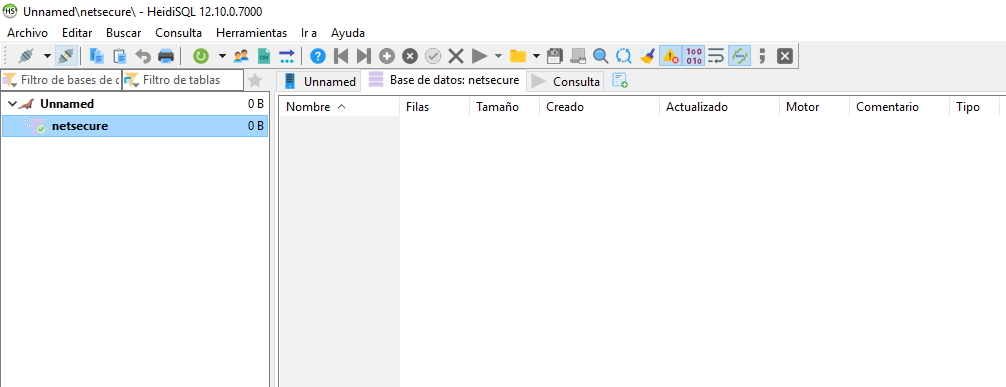 Unnamed\netsecure\ - HeidiSQL 12.10.0.7000
Archivo Editar Buscar Consulta Herramientas Ir a Ayuda
Filtro de bases de d Filtro de tablas Unnamed Base de datos: netsecure Consulta
Unnamed 0 B
netsecure 0 B
Nombre Filas Tamaño Creado Actualizado Motor Comentario Tipo